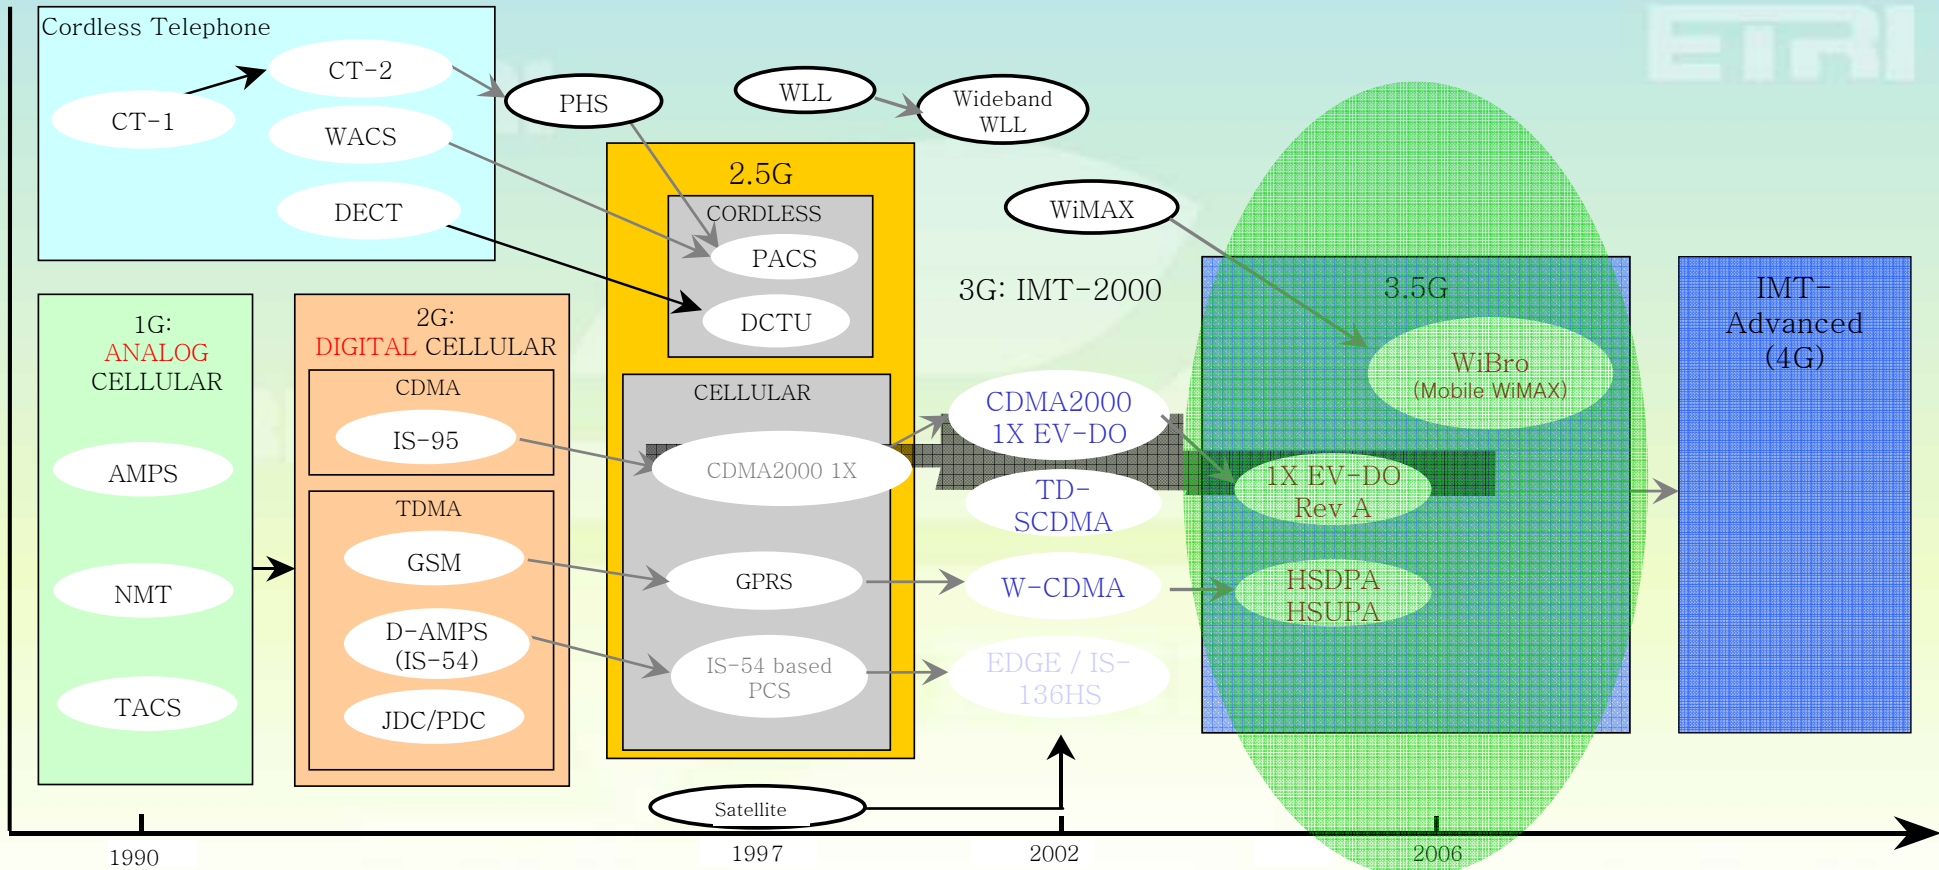 ETRI
Cordless Telephone
CT-2
CT-1
WACS
DECT
PHS
WLL
Wideband
WLL
2.5G
CORDLESS
PACS
DCTU
WiMAX
3G: IMT-2000
3.5G
WiBro
(Mobile WiMAX)
IMT-
Advanced
(4G)
1G:
ANALOG
CELLULAR
AMPS
NMT
TACS
2G:
DIGITAL CELLULAR
CDMA
IS-95
TDMA
GSM
D-AMPS
(IS-54)
JDC/PDC
CELLULAR
CDMA2000 1X
GPRS
IS-54 based
PCS
CDMA2000
1X EV-DO
TD-
SCDMA
W-CDMA
EDGE / IS-
136HS
1X EV-DO
Rev A
HSDPA
HSUPA
Satellite
1990
1997
2002
2006